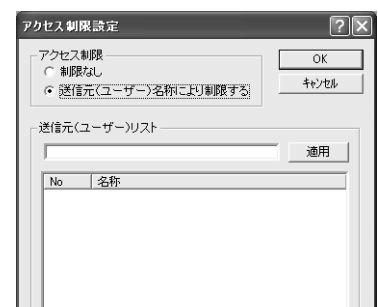 アクセス制限設定
アクセス制限
制限なし
送信元(ユーザー)名称により制限する
OK
キャンセル
送信元(ユーザー)リスト
適用
No 名称